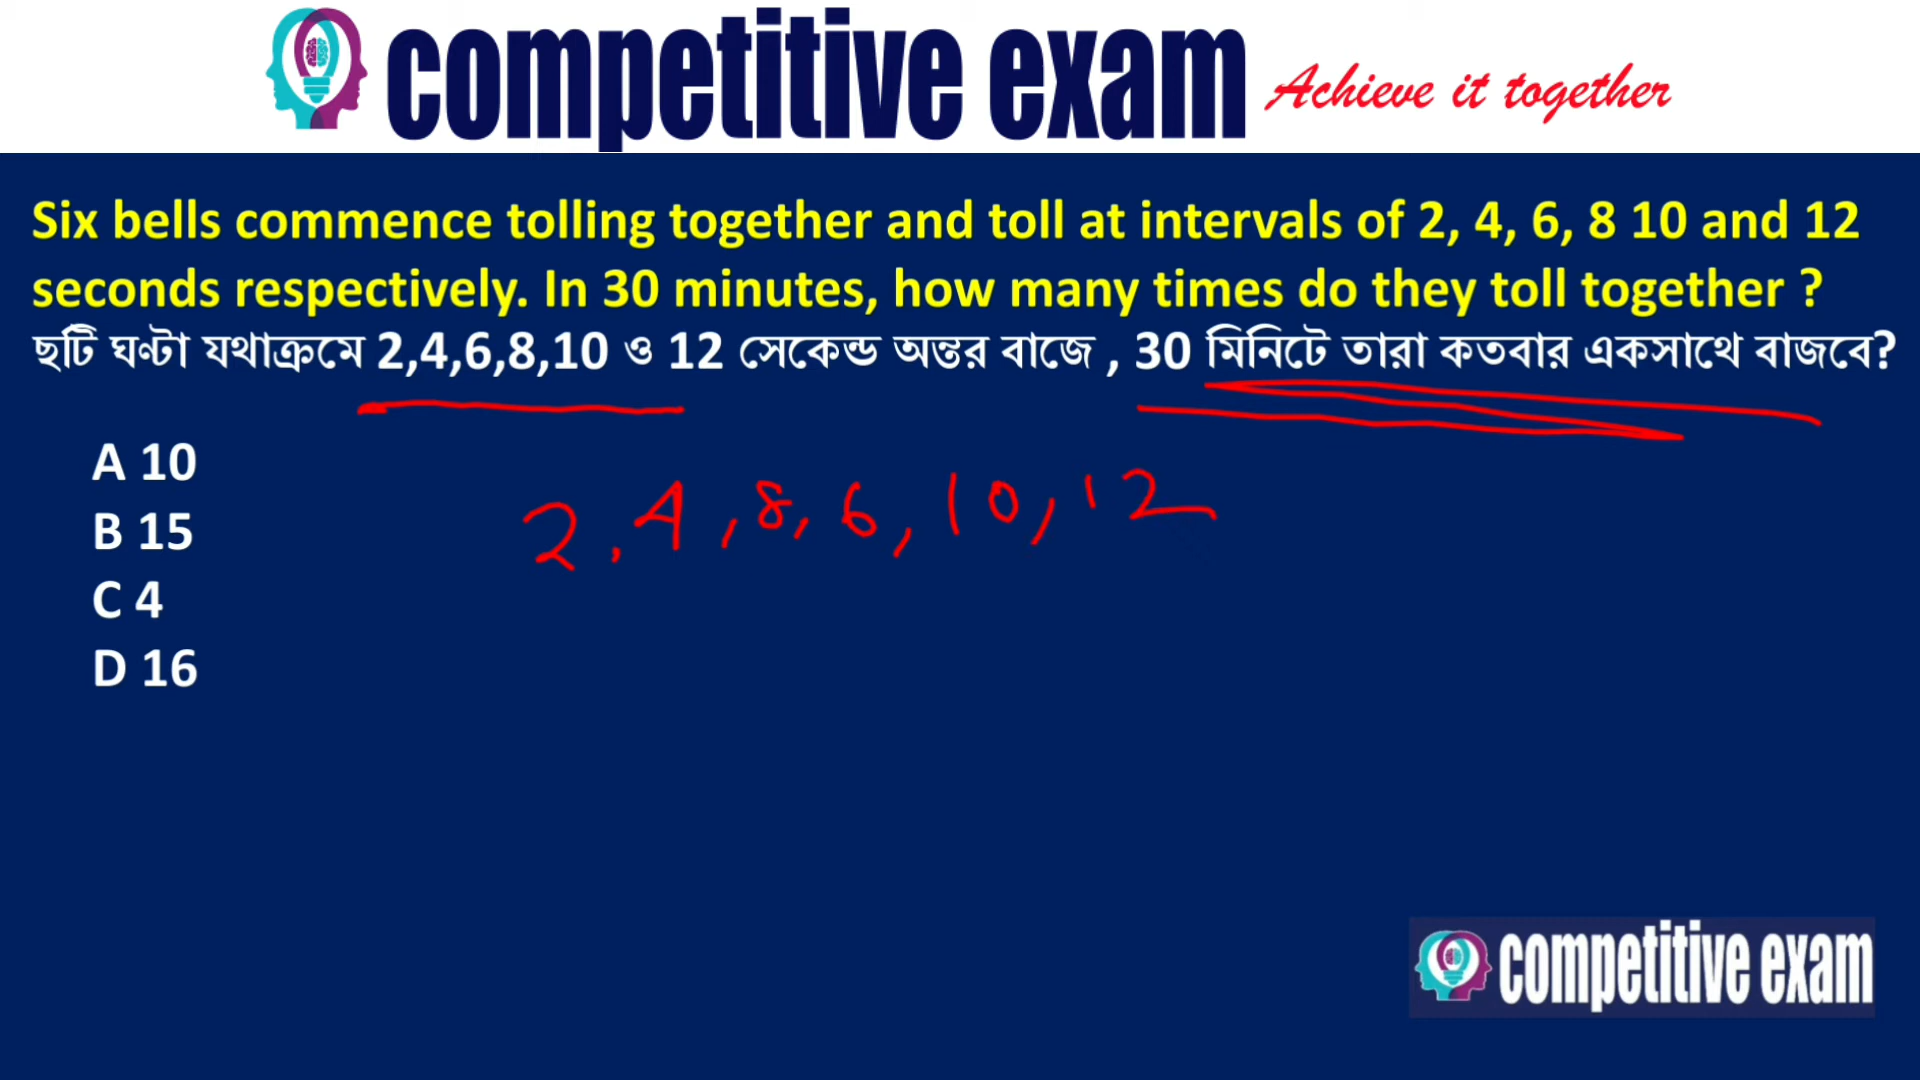 competitive exam Achieve it together
Six bells commence tolling together and toll at intervals of 2, 4, 6, 8 10 and 12
seconds respectively. In 30 minutes, how many times do they toll together ?
ছটি ঘণ্টা যথাক্রমে 2,4,6,8,10 ও 12 সেকেন্ড অন্তর বাজে , 30 মিনিটে তারা কতবার একসাথে বাজবে?
A 10
B 15
C 4
D 16
2, 4, 8, 6, 10, 12
competitive exam